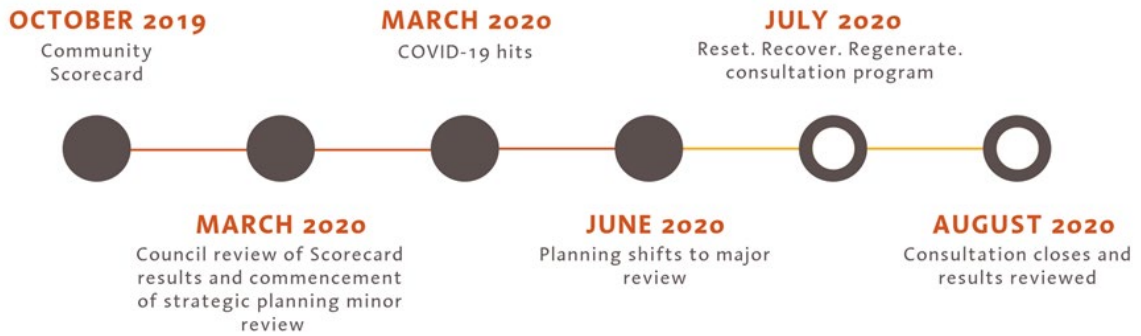 OCTOBER 2019
Community
Scorecard
MARCH 2020
Council review of Scorecard
results and commencement
of strategic planning minor
review
MARCH 2020
COVID-19 hits
JUNE 2020
Planning shifts to major
review
JULY 2020
Reset. Recover. Regenerate.
consultation program
AUGUST 2020
Consultation closes and
results reviewed